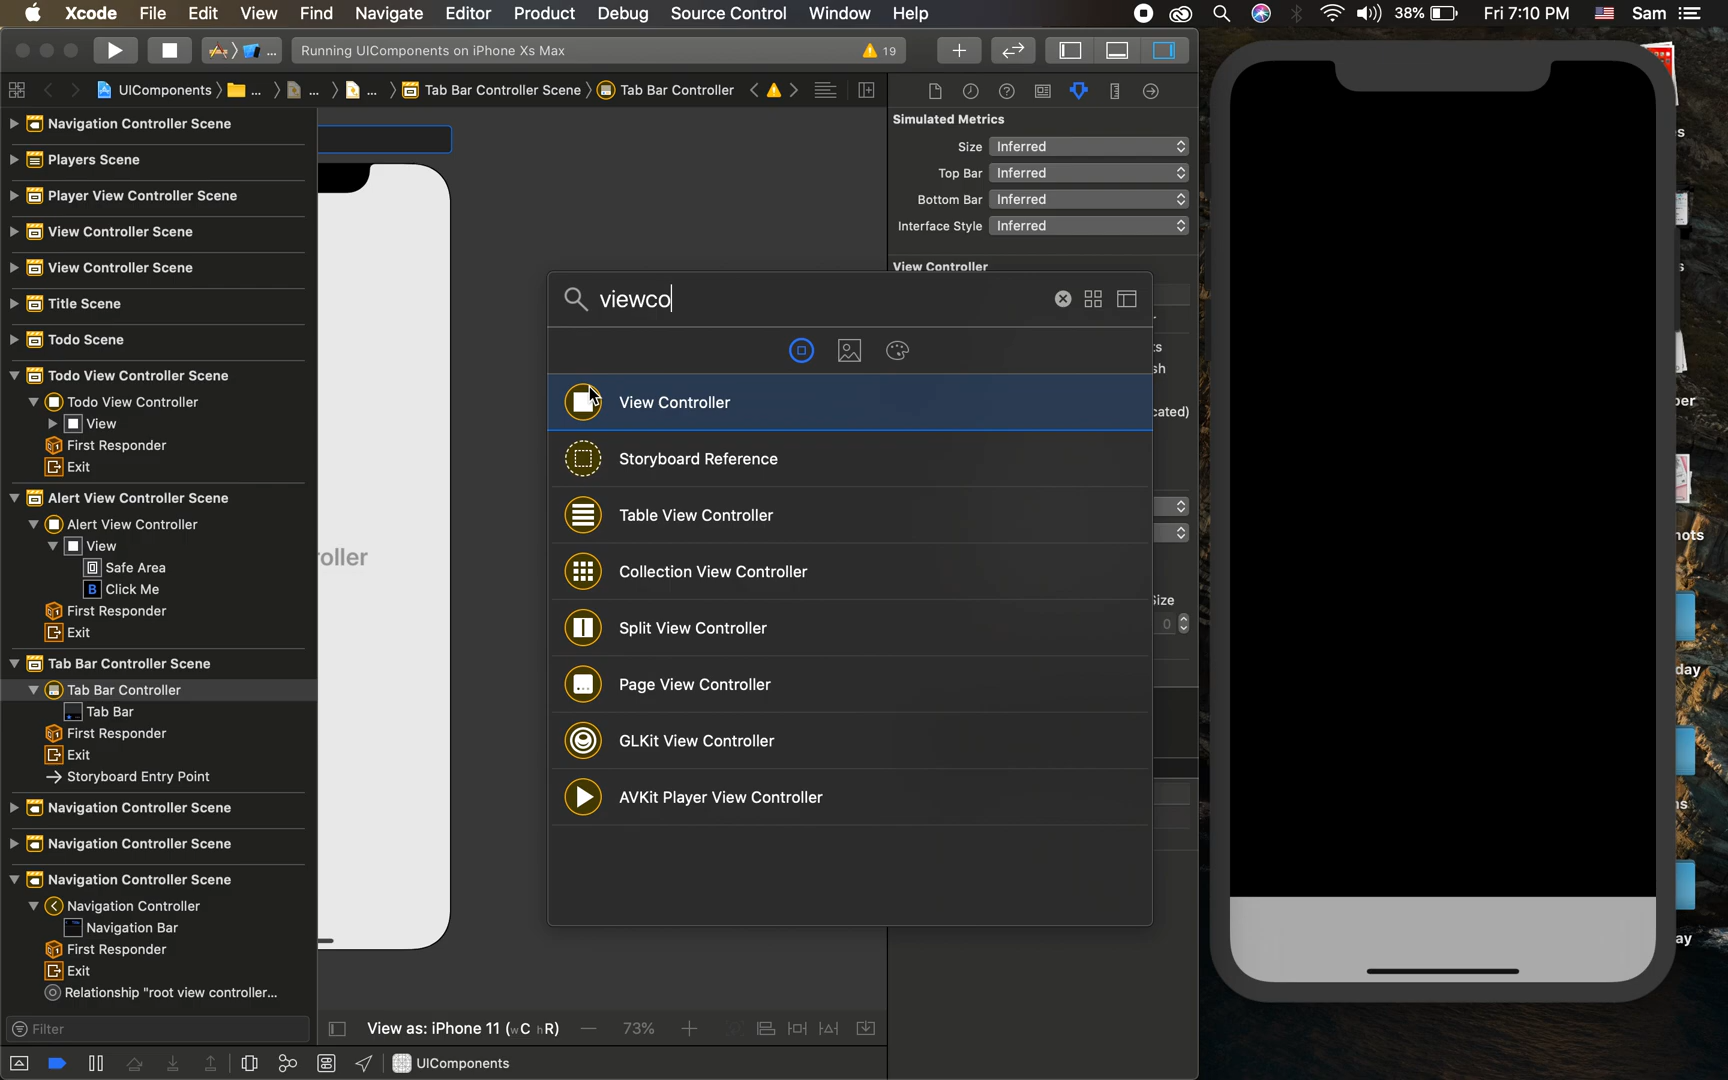 Xcode File Edit View Find Navigate Editor Product Debug Source Control Window Help 38% Fri 7:10 PM Sam
... Running UIComponents on iPhone Xs Max 19
UIComponents ... ... ... Tab Bar Controller Scene Tab Bar Controller
Navigation Controller Scene
Players Scene
Player View Controller Scene
View Controller Scene
View Controller Scene
Title Scene
Todo Scene
Todo View Controller Scene
Todo View Controller
View
First Responder
Exit
Alert View Controller Scene
Alert View Controller
View
Safe Area
B Click Me
First Responder
Exit
Tab Bar Controller Scene
Tab Bar Controller
Tab Bar
First Responder
Exit
Storyboard Entry Point
Navigation Controller Scene
Navigation Controller Scene
Navigation Controller Scene
Navigation Controller
Navigation Bar
First Responder
Exit
Relationship "root view controller...
Filter
roller
View as: iPhone 11 (wC hR) 73%
UIComponents
Simulated Metrics
Size Inferred
Top Bar Inferred
Bottom Bar Inferred
Interface Style Inferred
View Controller
viewco
View Controller
Storyboard Reference
Table View Controller
Collection View Controller
Split View Controller
Page View Controller
GLKit View Controller
AVKit Player View Controller
ts
sh
cated)
Size
0
s
s
per
hots
day
ns
ay